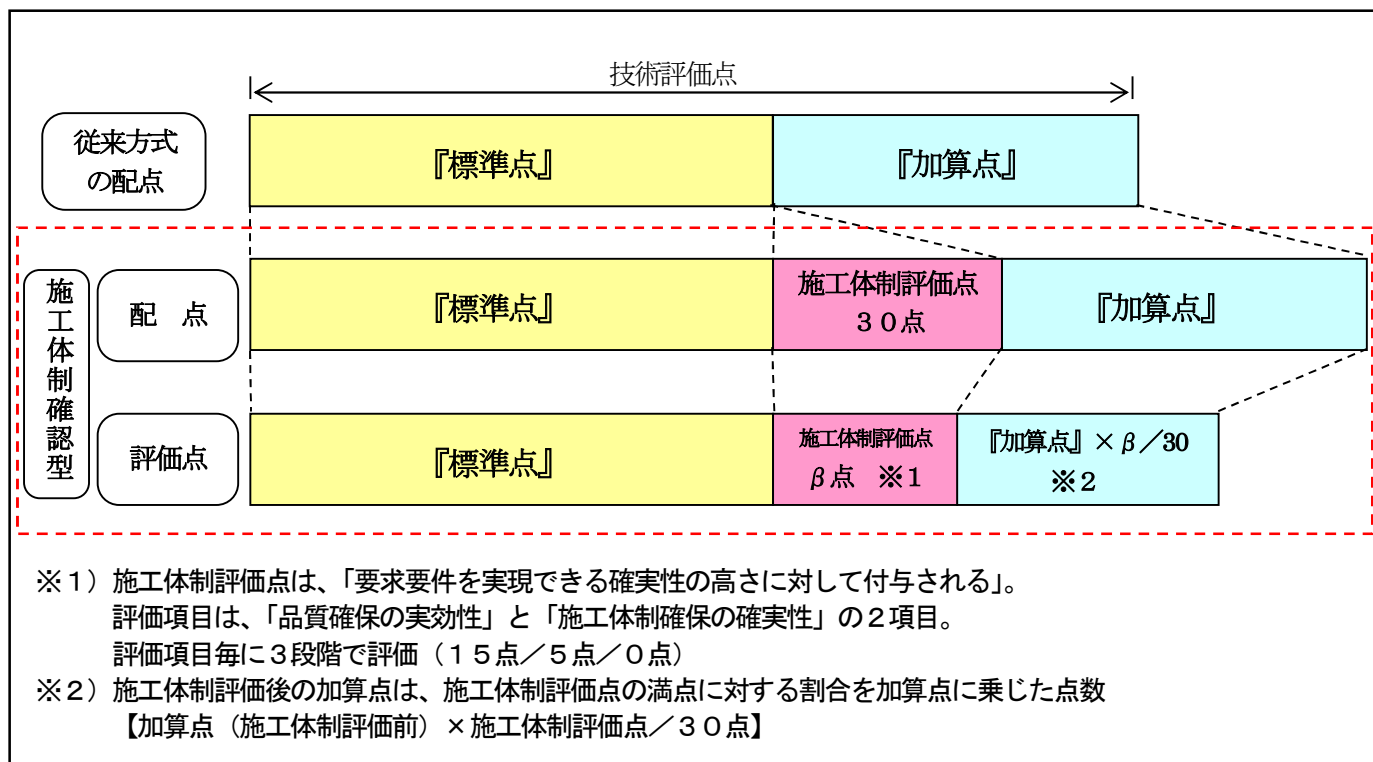 技術評価点
従来方式
の配点
『標準点』
『加算点』
施工体制確認型
配 点
『標準点』
施工体制評価点
30点
『加算点』
評価点
『標準点』
施工体制評価点
β点 ※1
『加算点』×β/30
※2
※1)施工体制評価点は、「要求要件を実現できる確実性の高さに対して付与される」。
評価項目は、「品質確保の実効性」と「施工体制確保の確実性」の2項目。
評価項目毎に3段階で評価(15点/5点/0点)
※2)施工体制評価後の加算点は、施工体制評価点の満点に対する割合を加算点に乗じた点数
【加算点(施工体制評価前)×施工体制評価点/30点】